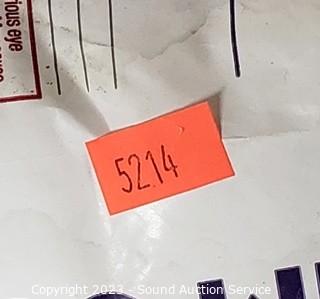 ious eye
5214
Copyright 2023 - Sound Auction Service